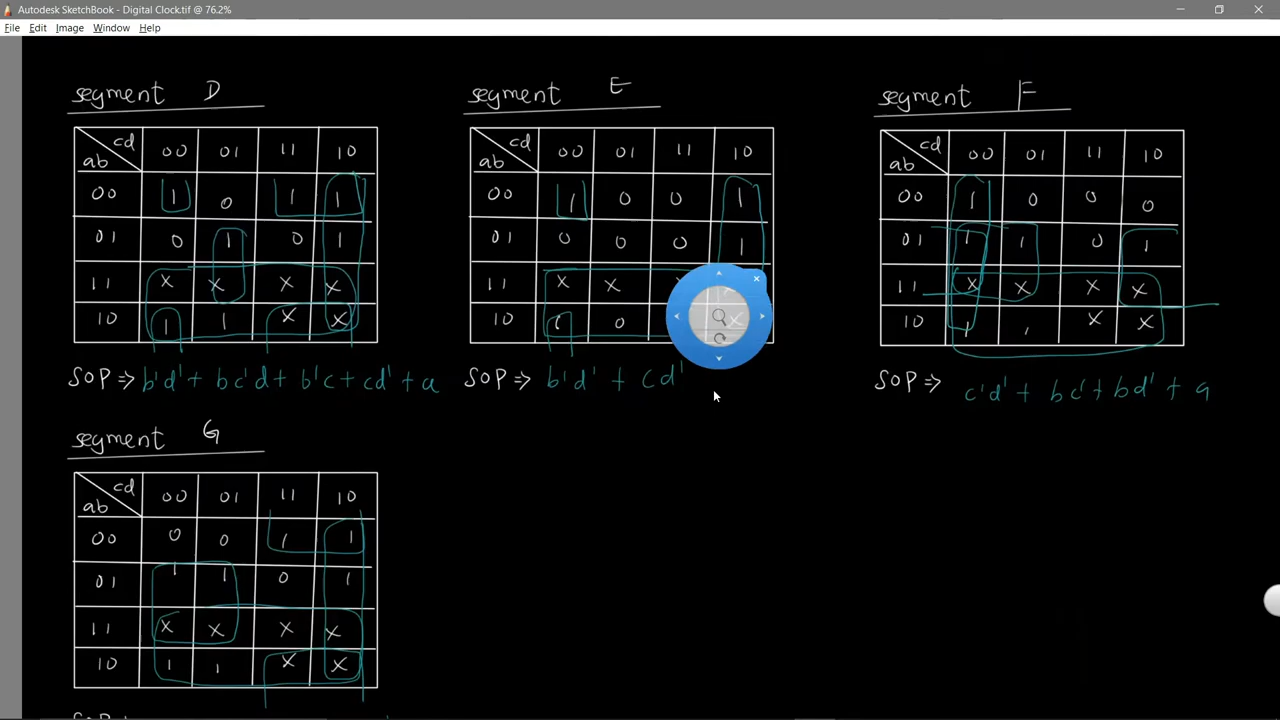 Autodesk SketchBook - Digital Clock.tif @ 76.2%
File Edit Image Window Help
segment D
cd
ab 00 01 11 10
00 1 0 1 1
01 0 1 0 1
11 x x x x
10 1 1 x x
SOP ⇒ b'd' + bc'd + b'c + cd' + a
segment E
cd
ab 00 01 11 10
00 1 0 0 1
01 0 0 0 1
11 x x
10 1 0 x
SOP ⇒ b'd' + cd'
segment F
cd
ab 00 01 11 10
00 1 0 0 0
01 1 1 0 1
11 x x x x
10 1 1 x x
SOP ⇒ c'd' + bc' + bd' + a
segment G
cd
ab 00 01 11 10
00 0 0 1 1
01 1 1 0 1
11 x x x x
10 1 1 x x